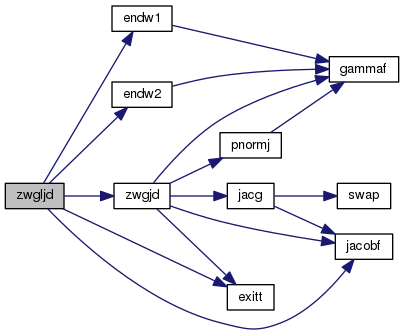 endw1
gammaf
endw2
pnormj
zwgljd
zwgjd
jacg
swap
jacobf
exitt